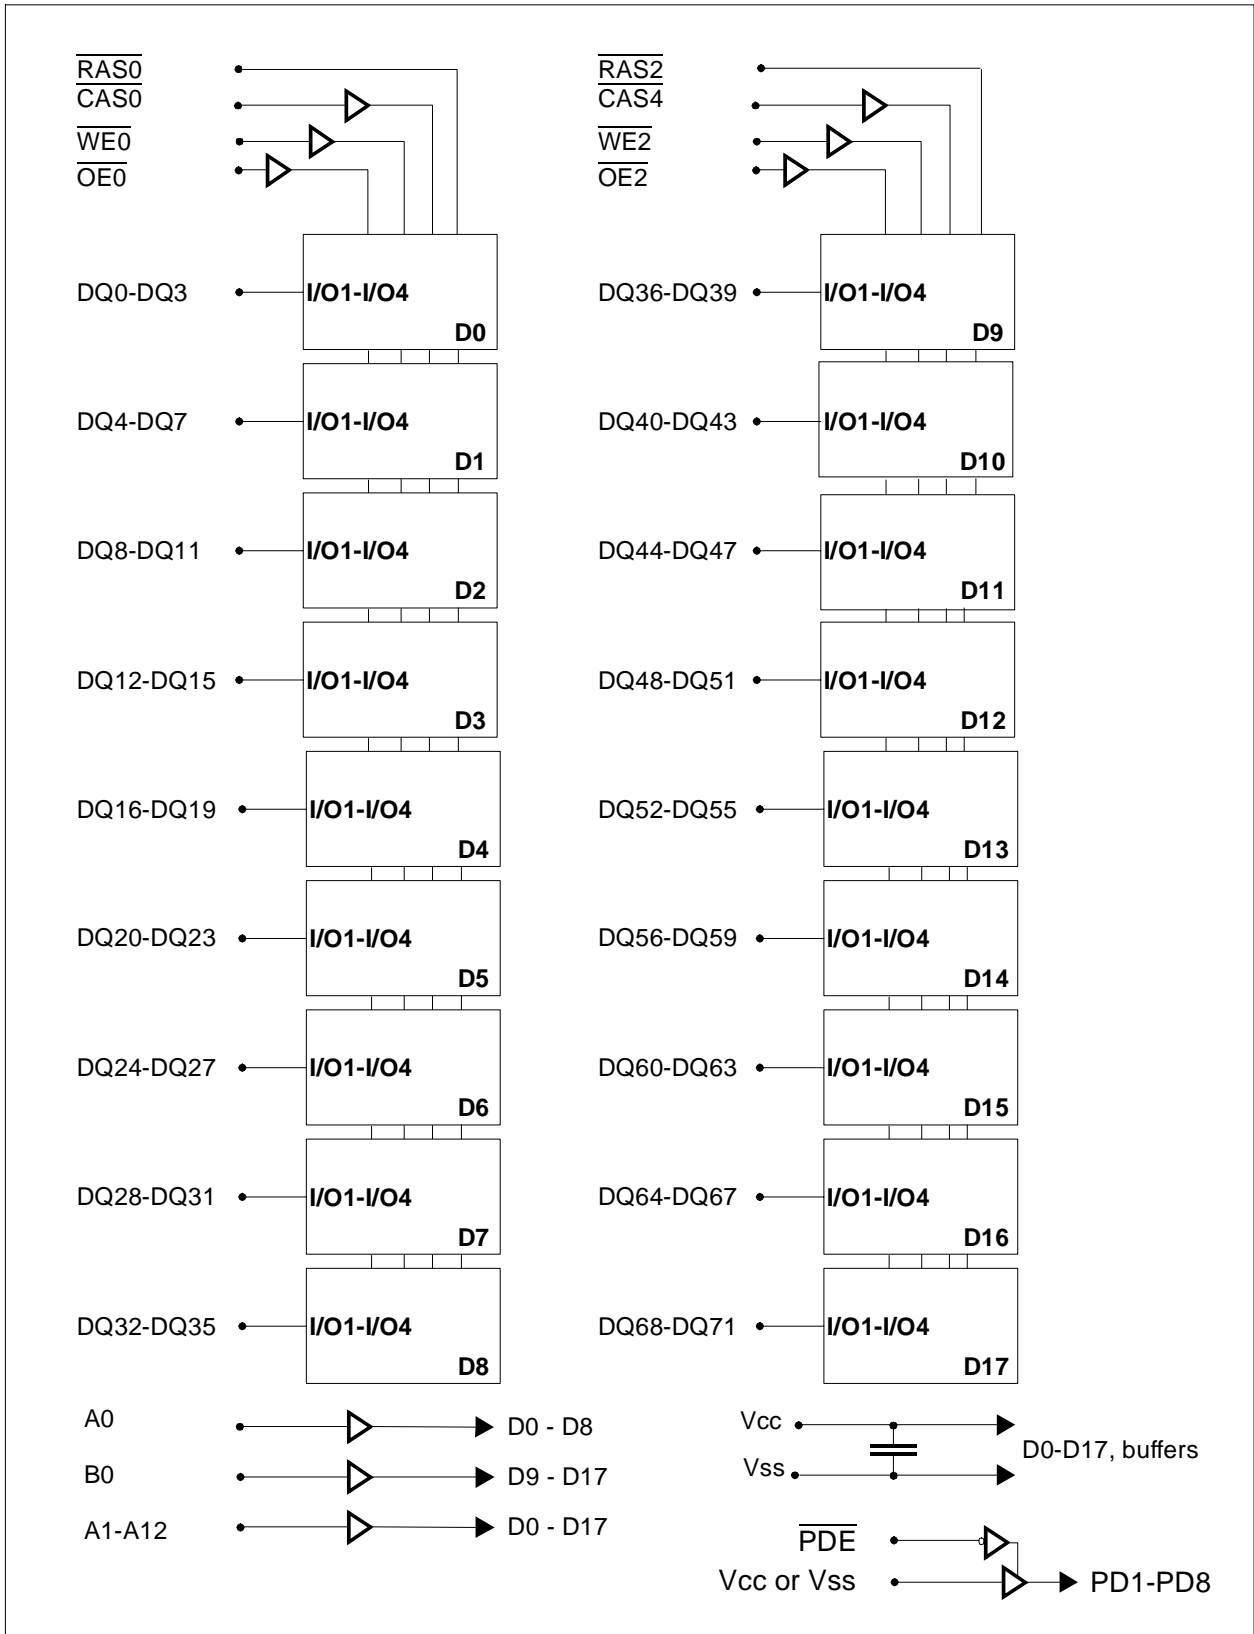 RAS0
CAS0
WE0
OE0
DQ0-DQ3
I/O1-I/O4
D0
DQ4-DQ7
I/O1-I/O4
D1
DQ8-DQ11
I/O1-I/O4
D2
DQ12-DQ15
I/O1-I/O4
D3
DQ16-DQ19
I/O1-I/O4
D4
DQ20-DQ23
I/O1-I/O4
D5
DQ24-DQ27
I/O1-I/O4
D6
DQ28-DQ31
I/O1-I/O4
D7
DQ32-DQ35
I/O1-I/O4
D8
RAS2
CAS4
WE2
OE2
DQ36-DQ39
I/O1-I/O4
D9
DQ40-DQ43
I/O1-I/O4
D10
DQ44-DQ47
I/O1-I/O4
D11
DQ48-DQ51
I/O1-I/O4
D12
DQ52-DQ55
I/O1-I/O4
D13
DQ56-DQ59
I/O1-I/O4
D14
DQ60-DQ63
I/O1-I/O4
D15
DQ64-DQ67
I/O1-I/O4
D16
DQ68-DQ71
I/O1-I/O4
D17
A0 D0 - D8
B0 D9 - D17
A1-A12 D0 - D17
Vcc
Vss
D0-D17, buffers
PDE
Vcc or Vss PD1-PD8